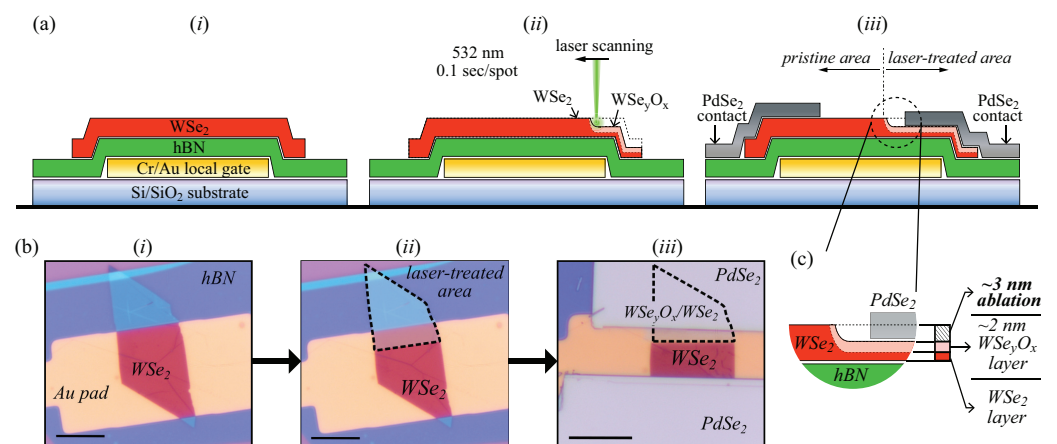 (a)
(i)
WSe2
hBN
Cr/Au local gate
Si/SiO2 substrate
(ii)
532 nm
0.1 sec/spot
laser scanning
WSe2
WSeyOx
(iii)
pristine area
laser-treated area
PdSe2
contact
PdSe2
contact
(b)
(i)
hBN
WSe2
Au pad
(ii)
laser-treated
area
WSe2
(iii)
PdSe2
WSeyOx/WSe2
WSe2
PdSe2
(c)
PdSe2
WSe2
hBN
~3 nm
ablation
~2 nm
WSeyOx
layer
WSe2
layer